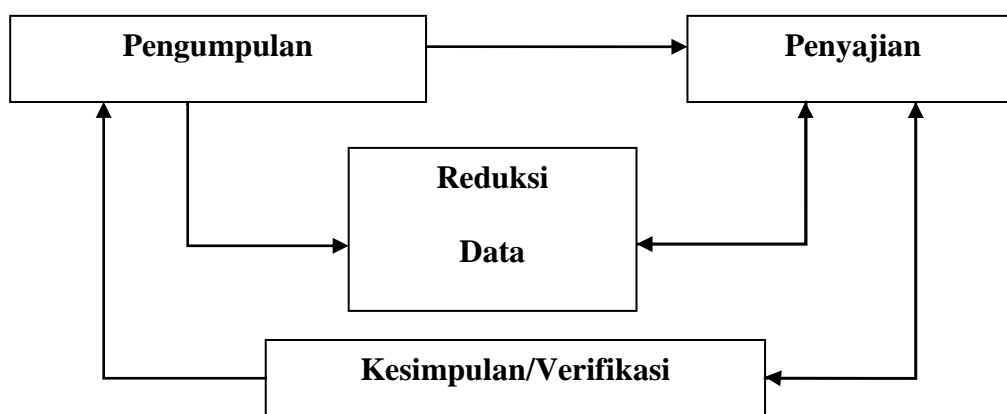 Pengumpulan
Penyajian
Reduksi
Data
Kesimpulan/Verifikasi